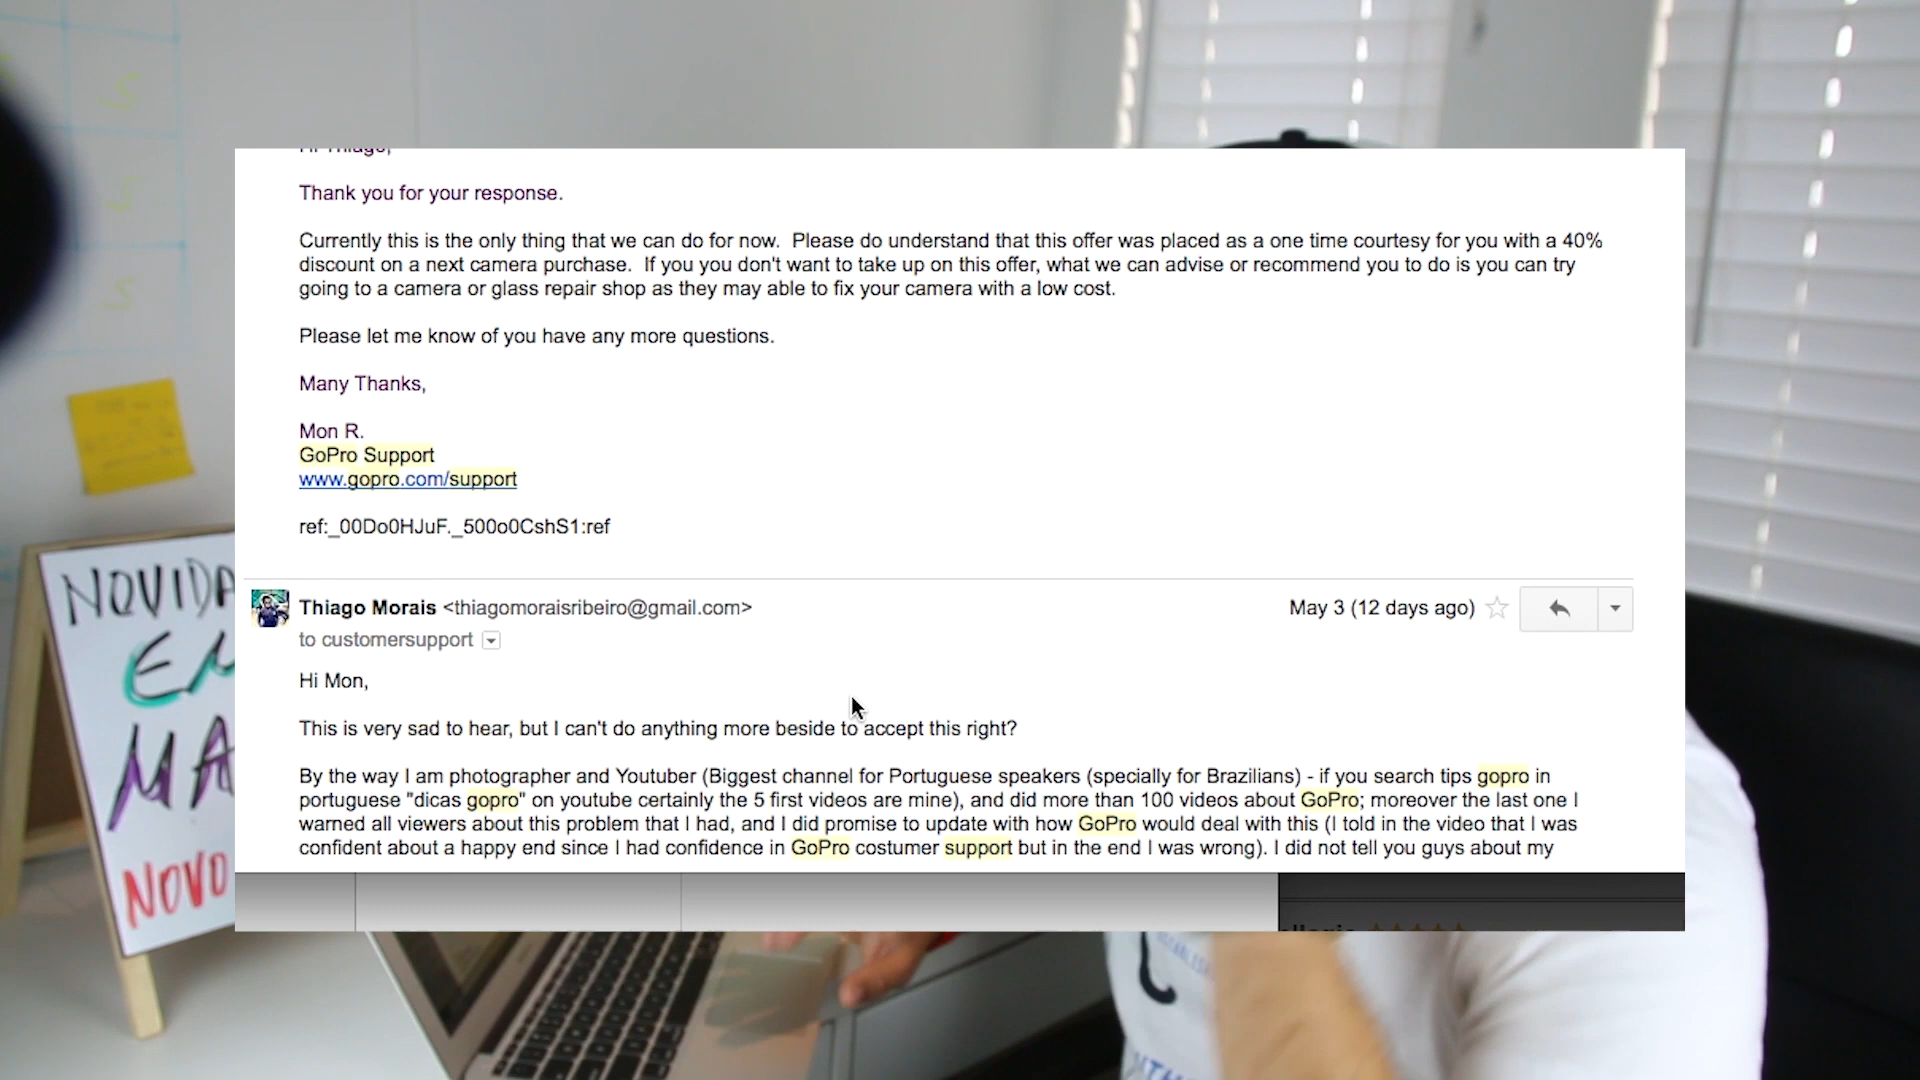 Hi Thiago,
Thank you for your response.
Currently this is the only thing that we can do for now.  Please do understand that this offer was placed as a one time courtesy for you with a 40%
discount on a next camera purchase.  If you you don't want to take up on this offer, what we can advise or recommend you to do is you can try
going to a camera or glass repair shop as they may able to fix your camera with a low cost.
Please let me know of you have any more questions.
Many Thanks,
Mon R.
GoPro Support
www.gopro.com/support
ref:_00Do0HJuF._500o0CshS1:ref
Thiago Morais <thiagomoraisribeiro@gmail.com>
May 3 (12 days ago)
to customersupport
Hi Mon,
This is very sad to hear, but I can't do anything more beside to accept this right?
By the way I am photographer and Youtuber (Biggest channel for Portuguese speakers (specially for Brazilians) - if you search tips gopro in
portuguese "dicas gopro" on youtube certainly the 5 first videos are mine), and did more than 100 videos about GoPro; moreover the last one I
warned all viewers about this problem that I had, and I did promise to update with how GoPro would deal with this (I told in the video that I was
confident about a happy end since I had confidence in GoPro costumer support but in the end I was wrong). I did not tell you guys about my
NOVIDA
EM
MA
NOVO